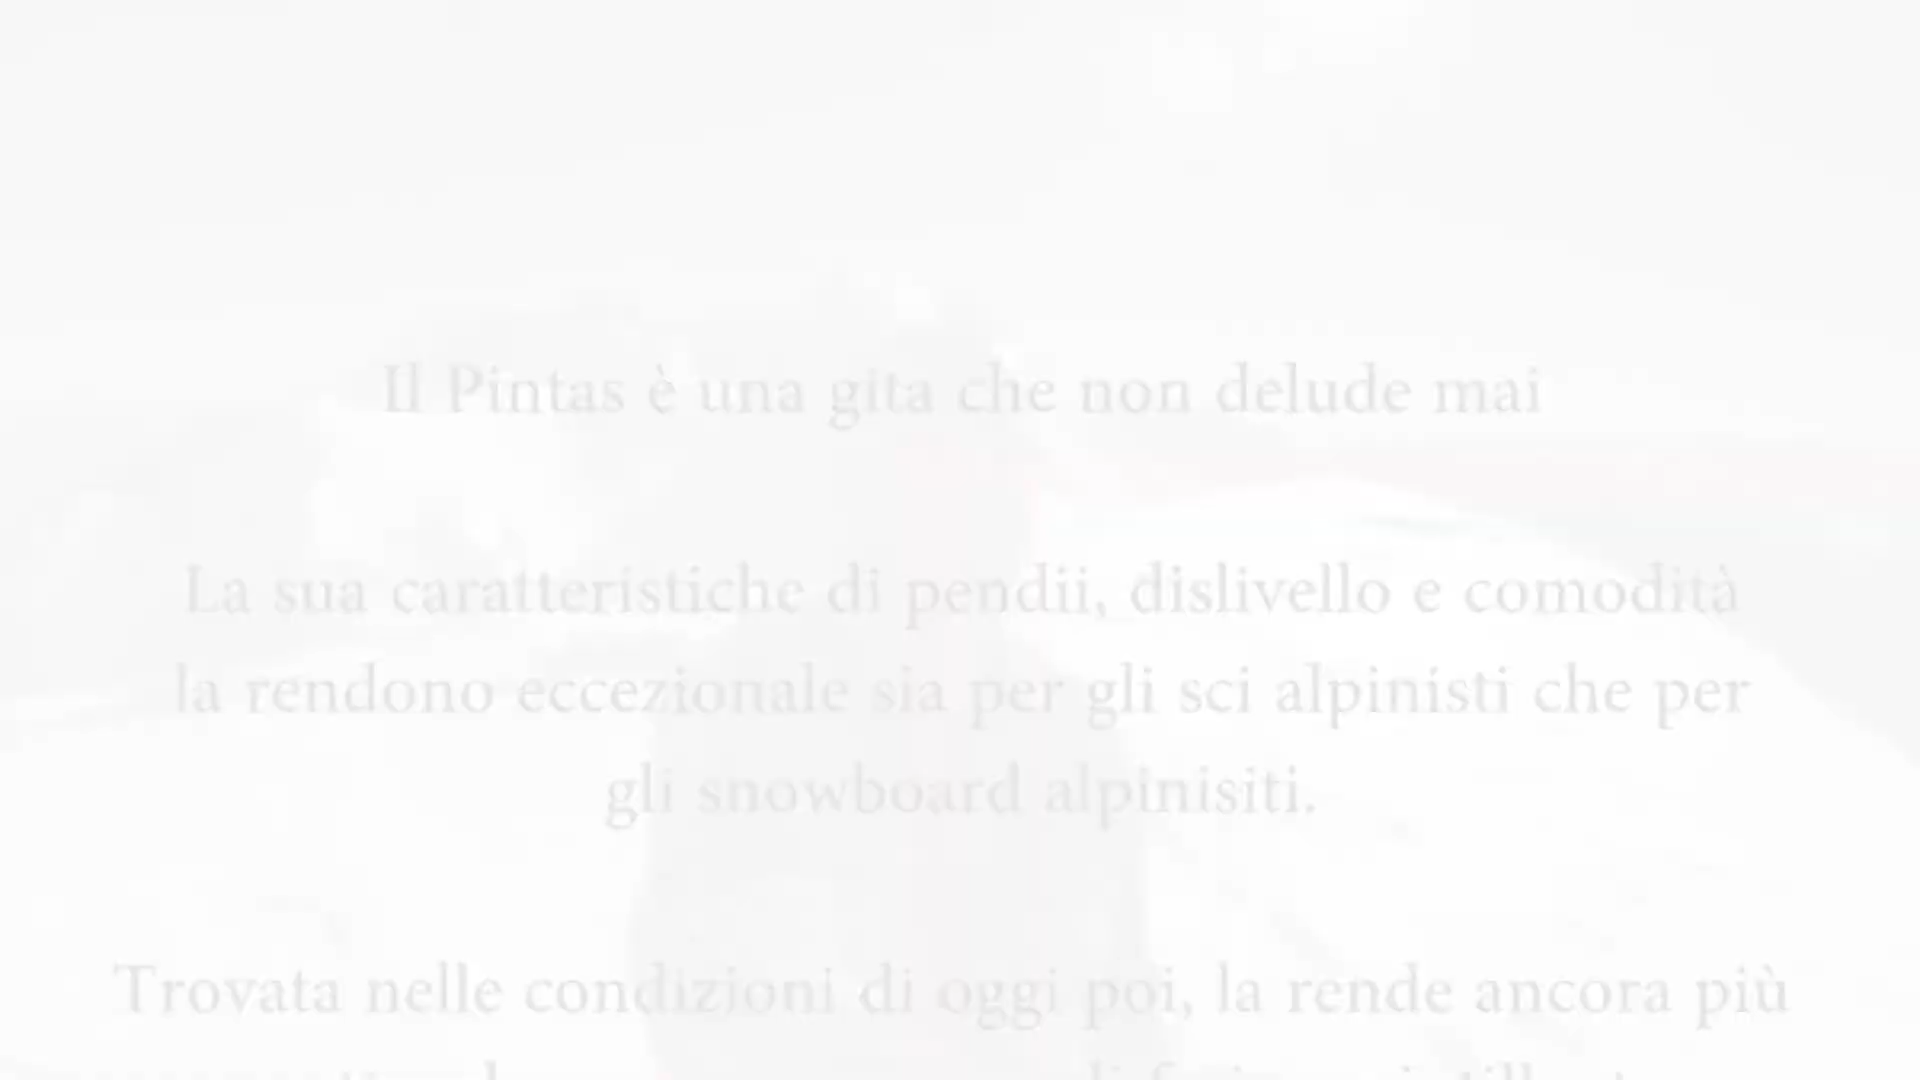 Il Pintas è una gita che non delude mai
La sua caratteristiche di pendii, dislivello e comodità
la rendono eccezionale sia per gli sci alpinisti che per
gli snowboard alpinisiti.
Trovata nelle condizioni di oggi poi, la rende ancora più